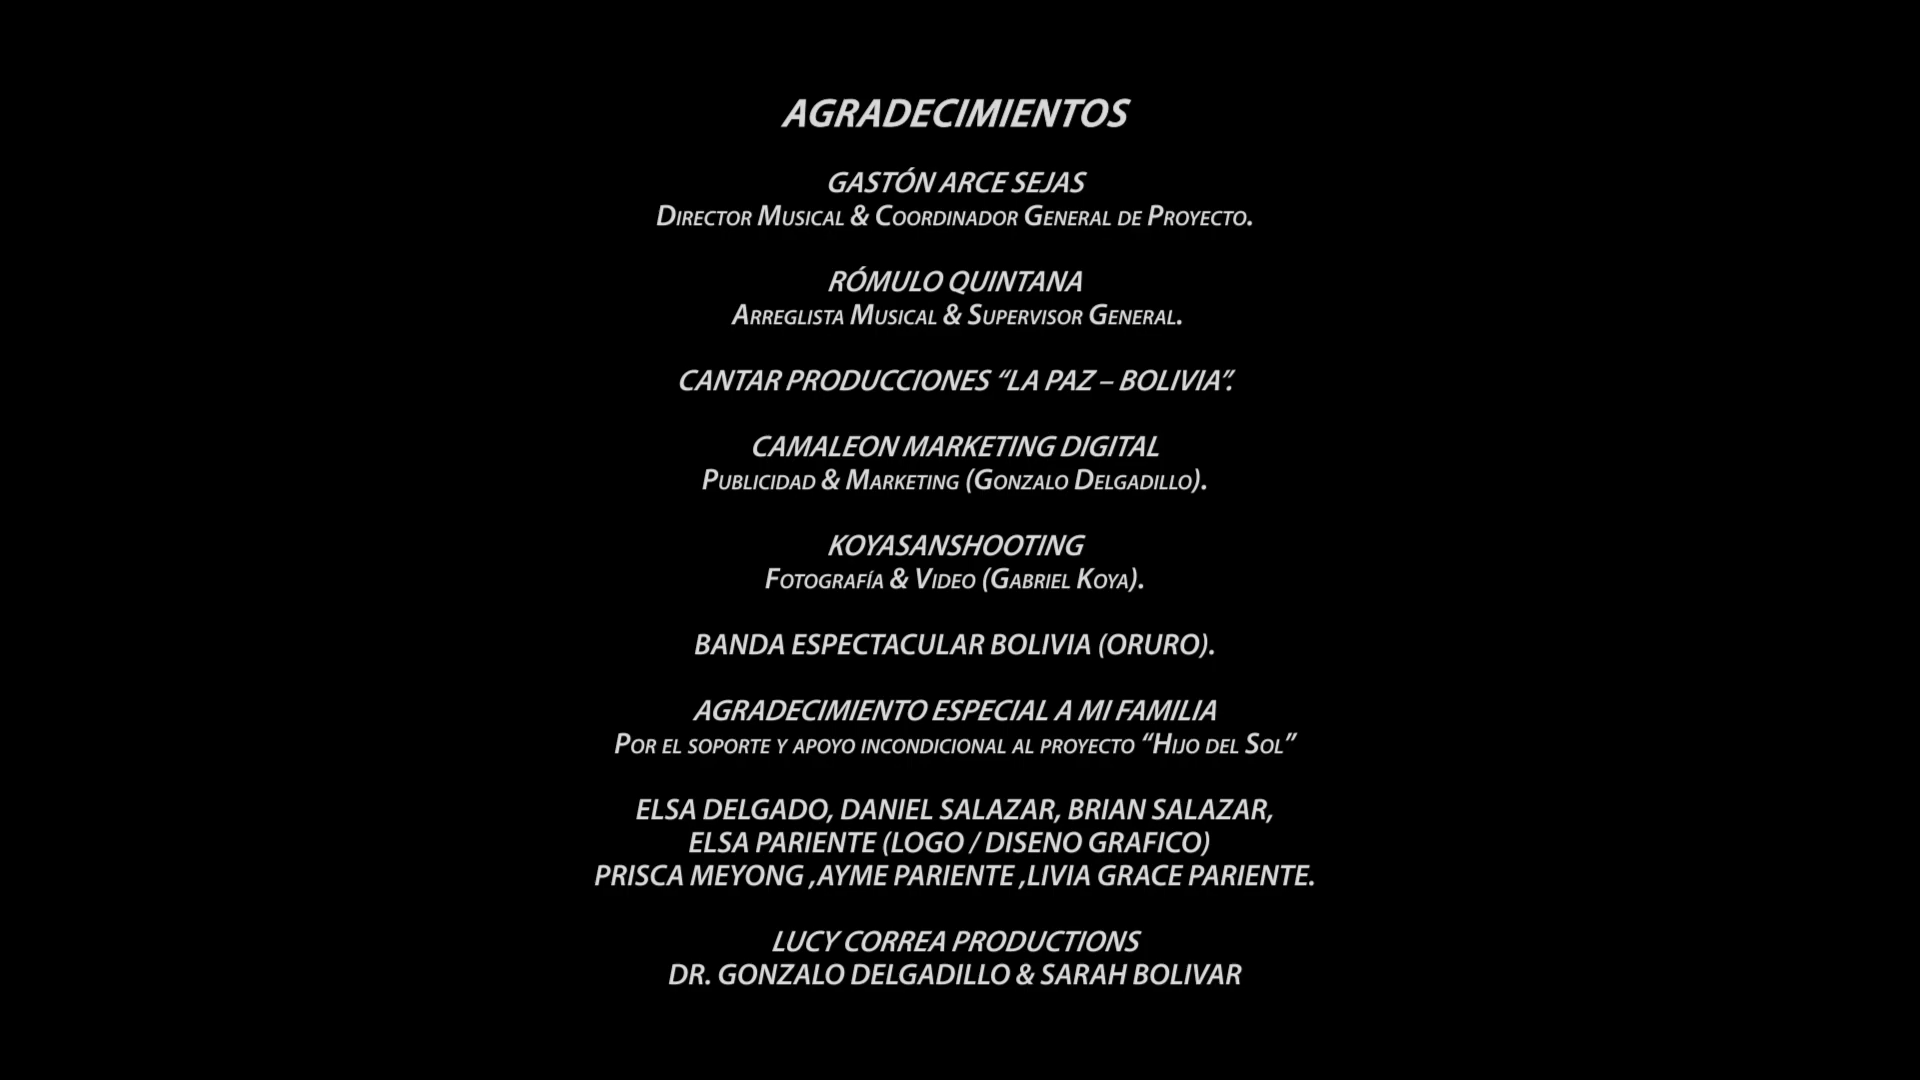 AGRADECIMIENTOS
GASTÓN ARCE SEJAS
Director Musical & Coordinador General de Proyecto.
RÓMULO QUINTANA
Arreglista Musical & Supervisor General.
CANTAR PRODUCCIONES “LA PAZ – BOLIVIA”.
CAMALEON MARKETING DIGITAL
Publicidad & Marketing (Gonzalo Delgadillo).
KOYASANSHOOTING
Fotografía & Video (Gabriel Koya).
BANDA ESPECTACULAR BOLIVIA (ORURO).
AGRADECIMIENTO ESPECIAL A MI FAMILIA
Por el soporte y apoyo incondicional al proyecto “Hijo del Sol”
ELSA DELGADO, DANIEL SALAZAR, BRIAN SALAZAR,
ELSA PARIENTE (LOGO / DISENO GRAFICO)
PRISCA MEYONG ,AYME PARIENTE ,LIVIA GRACE PARIENTE.
LUCY CORREA PRODUCTIONS
DR. GONZALO DELGADILLO & SARAH BOLIVAR